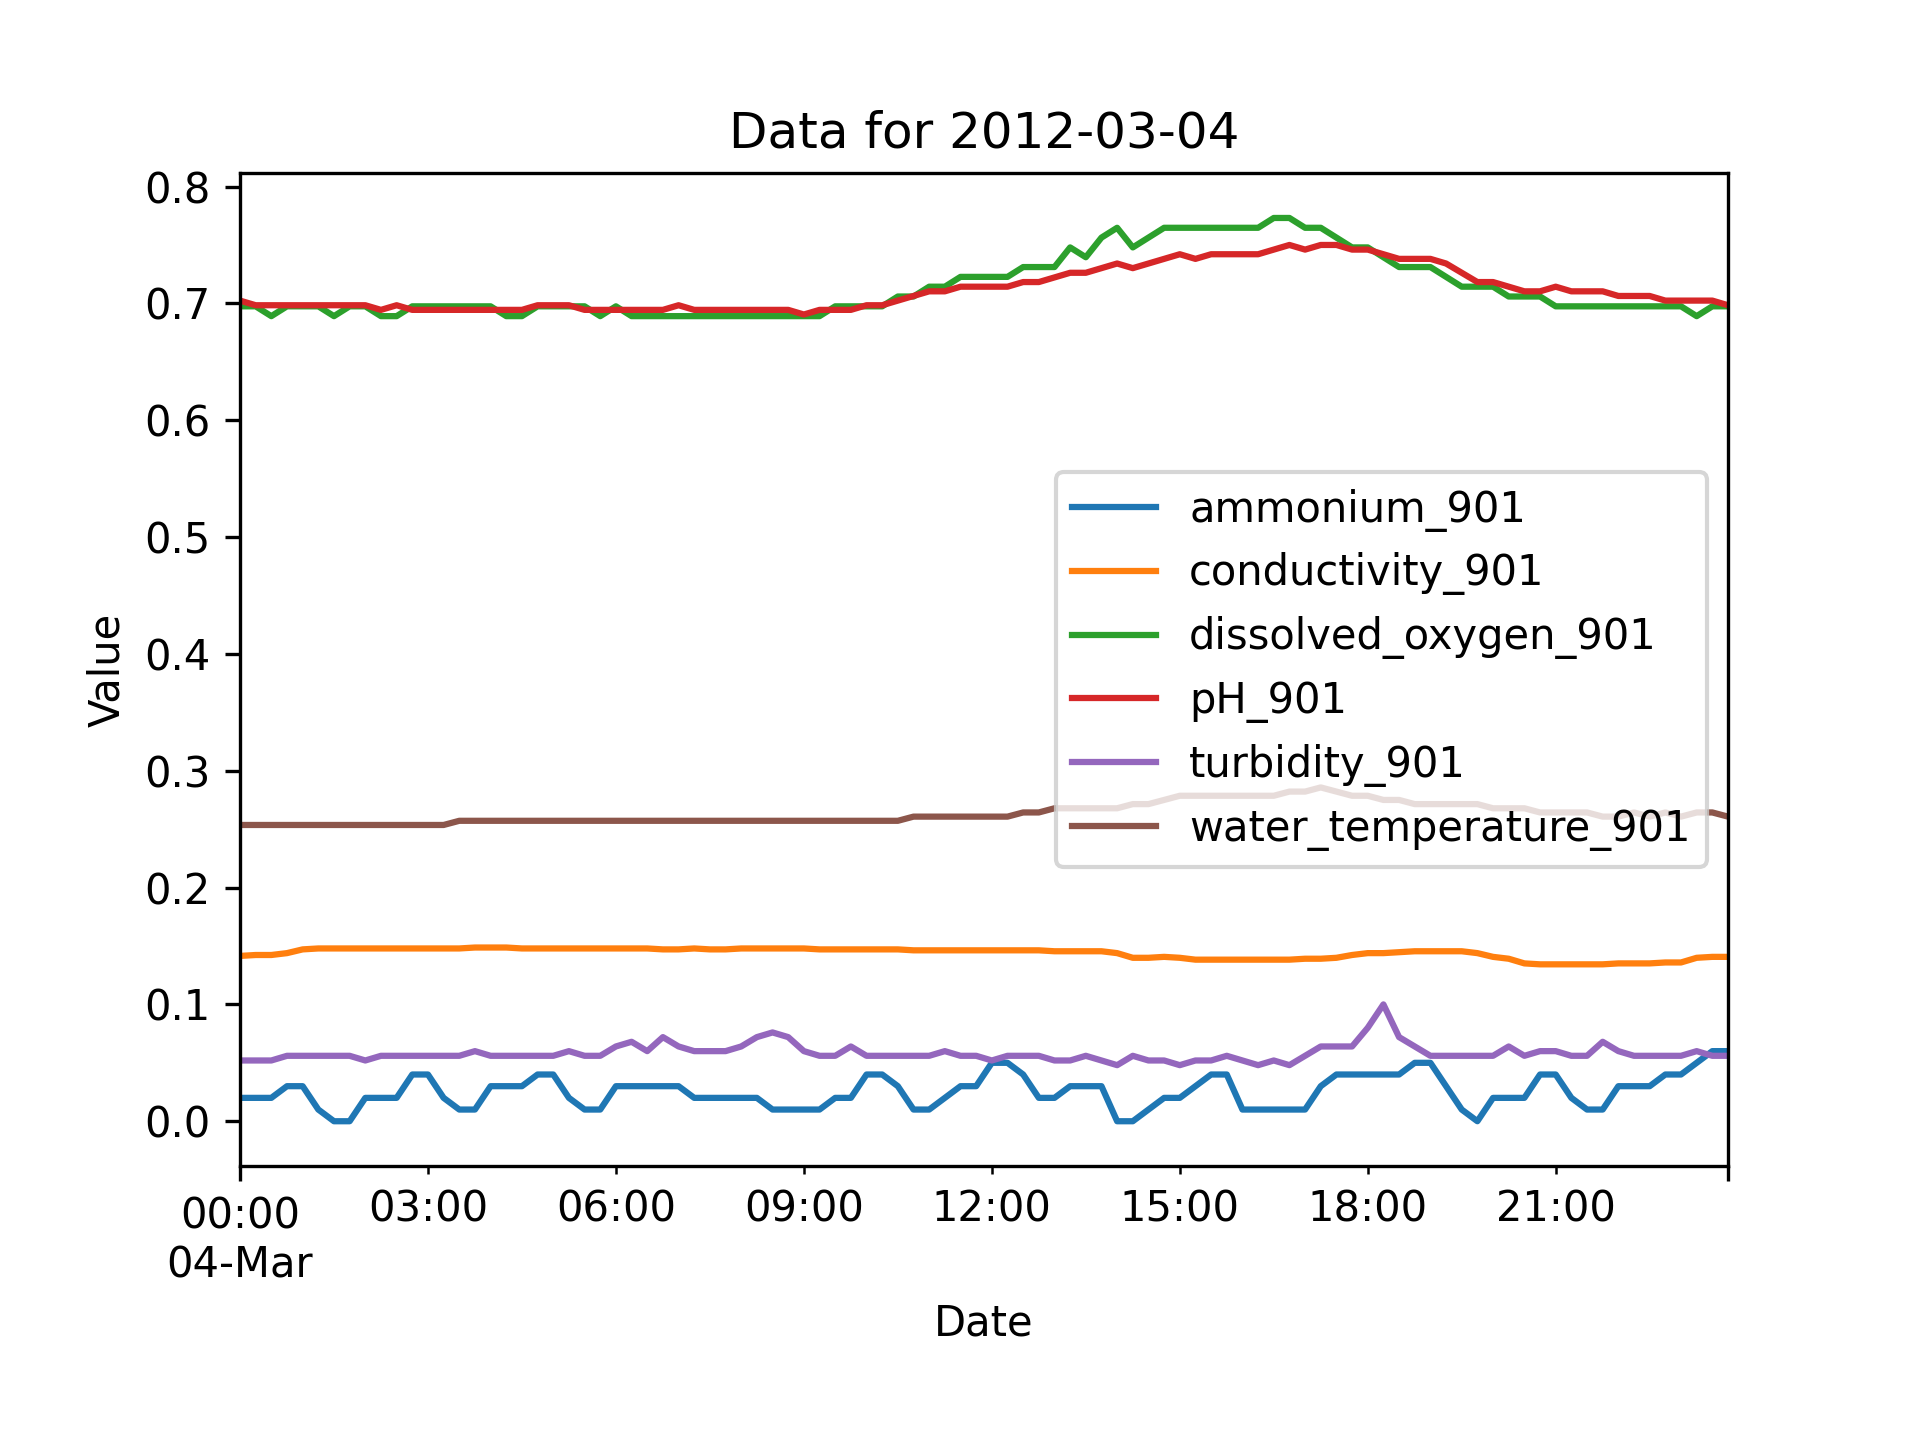 Data for 2012-03-04
0.8
0.7
0.6
0.5
0.4
0.3
0.2
0.1
0.0
Value
ammonium_901
conductivity_901
dissolved_oxygen_901
pH_901
turbidity_901
water_temperature_901
00:00 03:00 06:00 09:00 12:00 15:00 18:00 21:00
04-Mar
Date